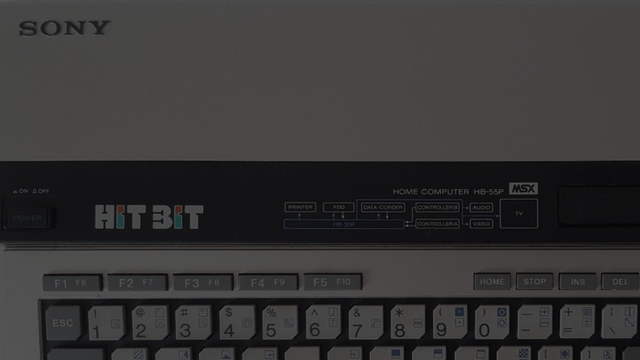 SONY
ON OFF
POWER
HiT BiT
HOME COMPUTER HB-55P MSX
PRINTER FDD DATA CORDER CONTROLLER-B AUDIO TV
HB-55P CONTROLLER-A VIDEO
F1 F6 F2 F7 F3 F8 F4 F9 F5 F10 HOME STOP INS DEL
ESC ! 1 @ 2 # 3 $ 4 % 5 ^ 6 & 7 * 8 ( 9 ) 0 _ - + =